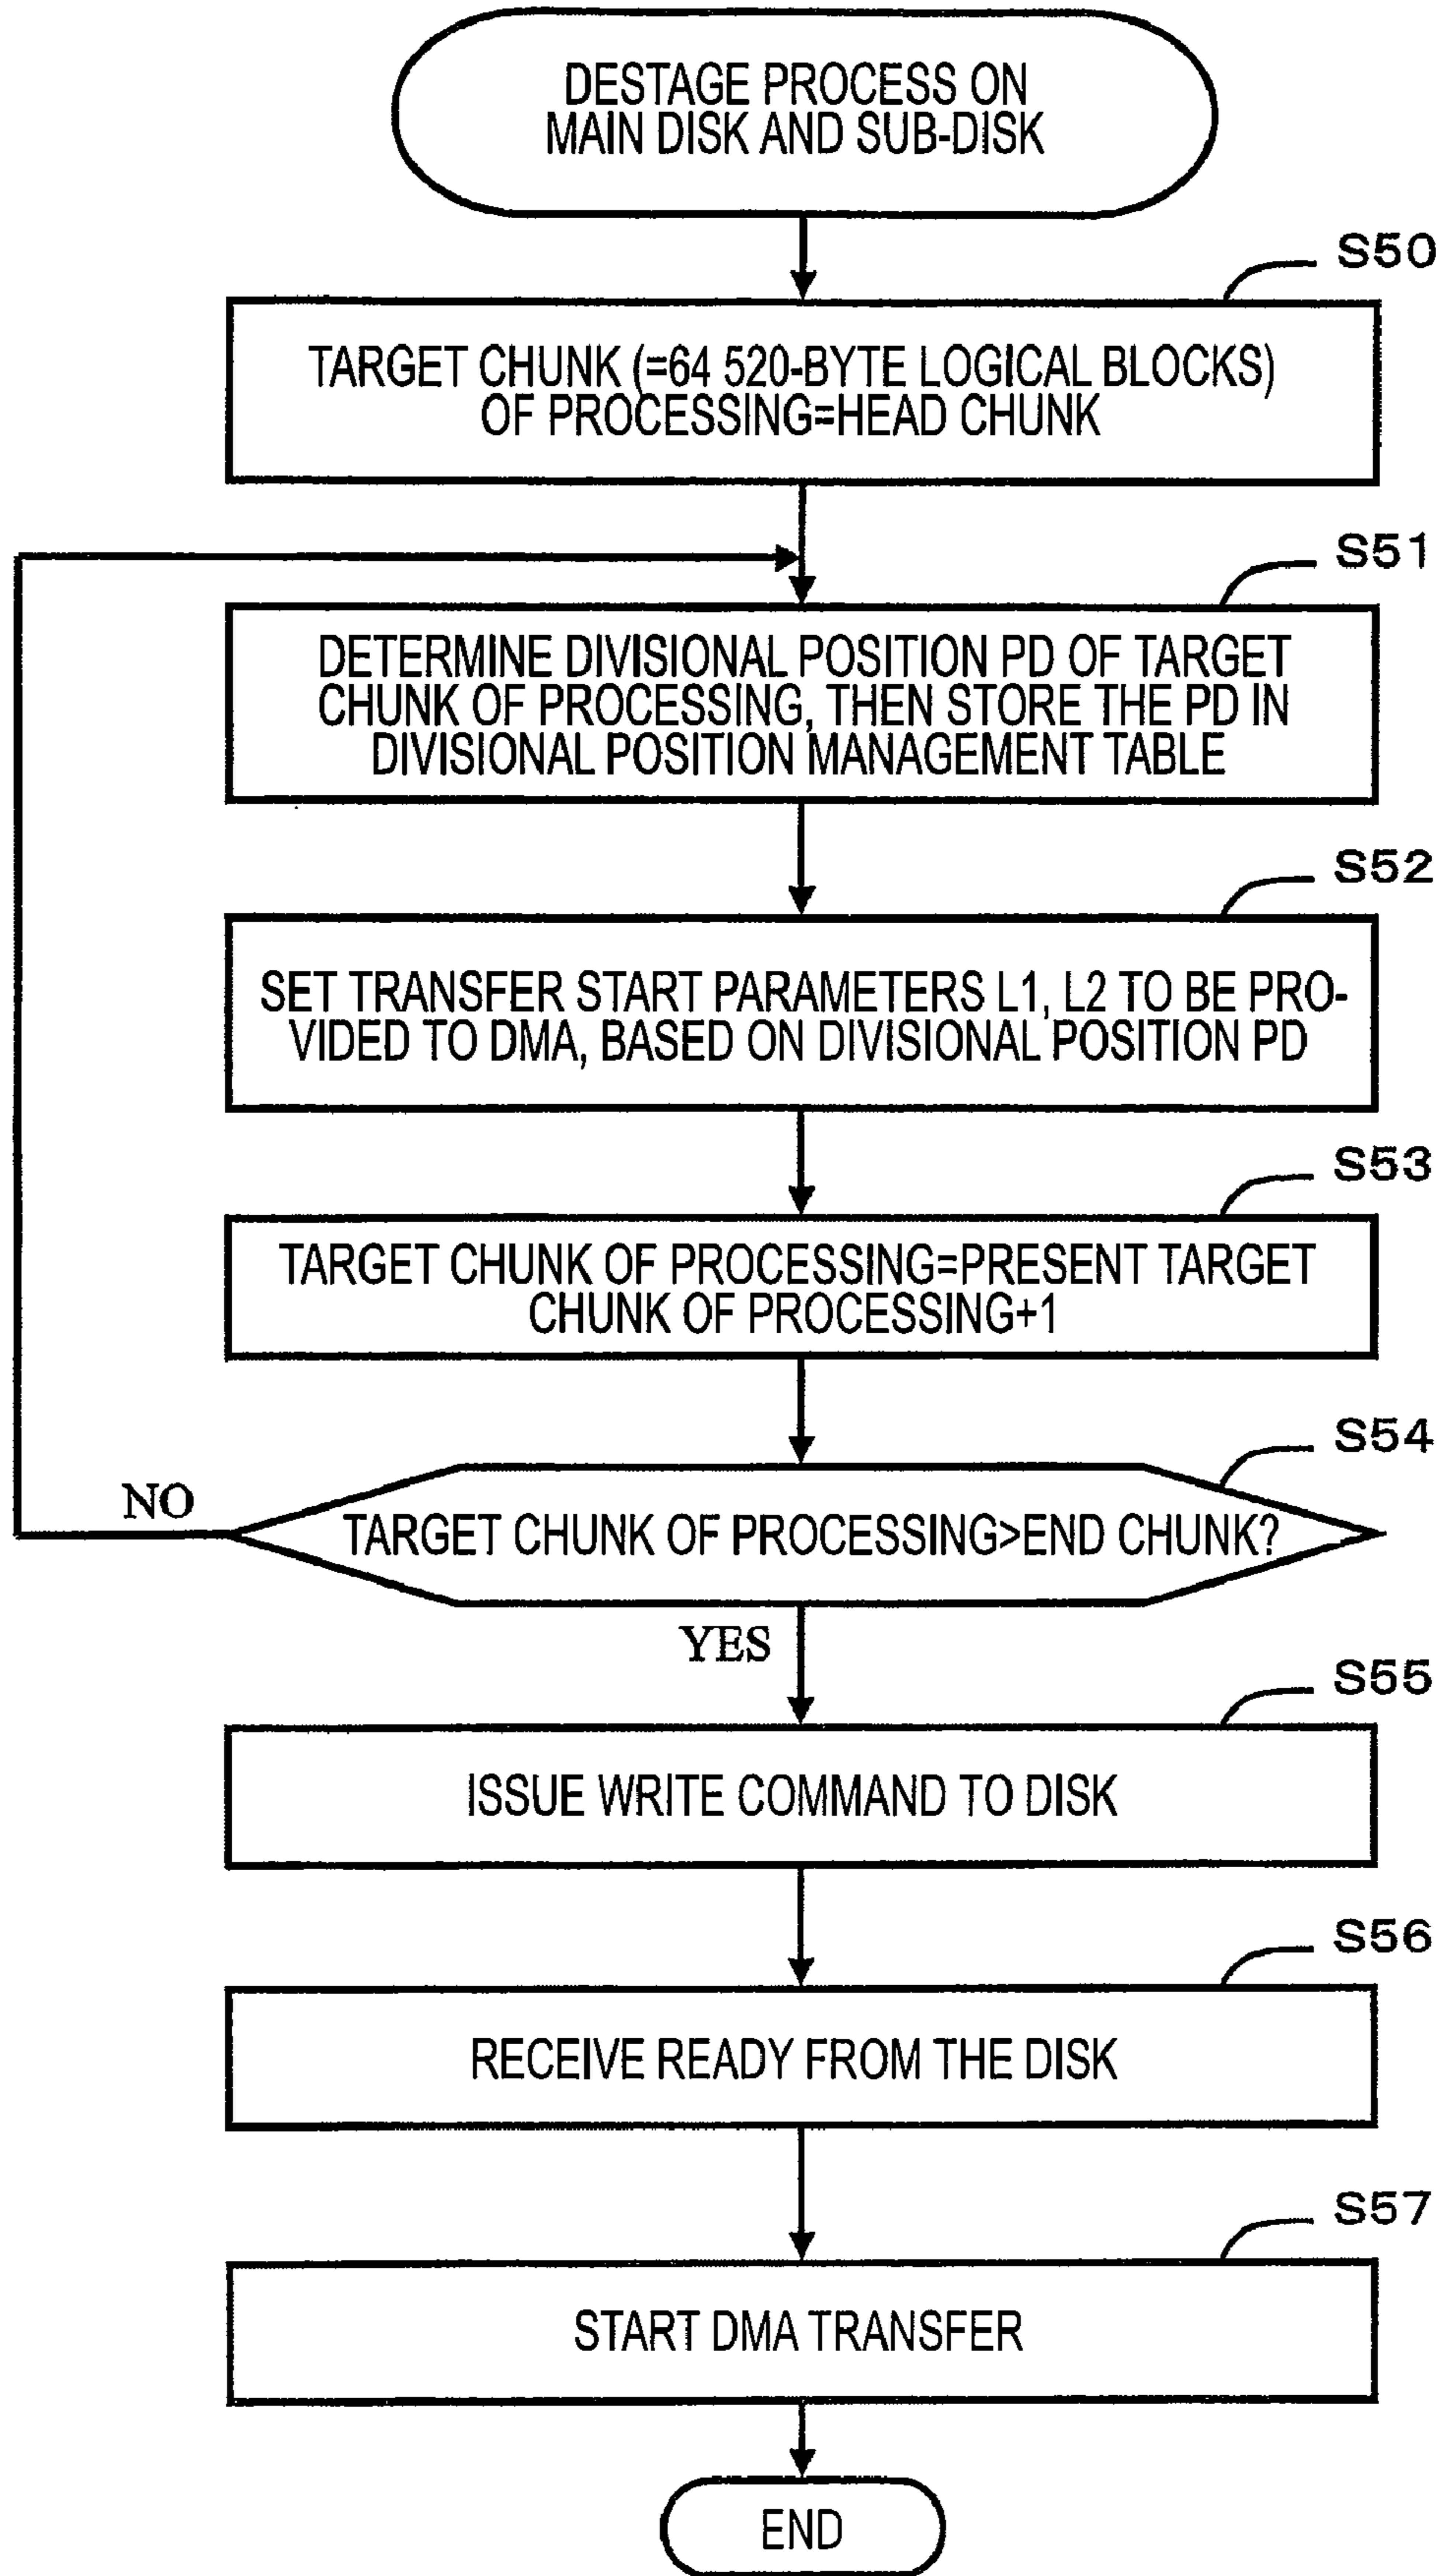 DESTAGE PROCESS ON
MAIN DISK AND SUB-DISK
S50
TARGET CHUNK (=64 520-BYTE LOGICAL BLOCKS)
OF PROCESSING=HEAD CHUNK
S51
DETERMINE DIVISIONAL POSITION PD OF TARGET
CHUNK OF PROCESSING, THEN STORE THE PD IN
DIVISIONAL POSITION MANAGEMENT TABLE
S52
SET TRANSFER START PARAMETERS L1, L2 TO BE PRO-
VIDED TO DMA, BASED ON DIVISIONAL POSITION PD
S53
TARGET CHUNK OF PROCESSING=PRESENT TARGET
CHUNK OF PROCESSING+1
S54
NO
TARGET CHUNK OF PROCESSING>END CHUNK?
YES
S55
ISSUE WRITE COMMAND TO DISK
S56
RECEIVE READY FROM THE DISK
S57
START DMA TRANSFER
END